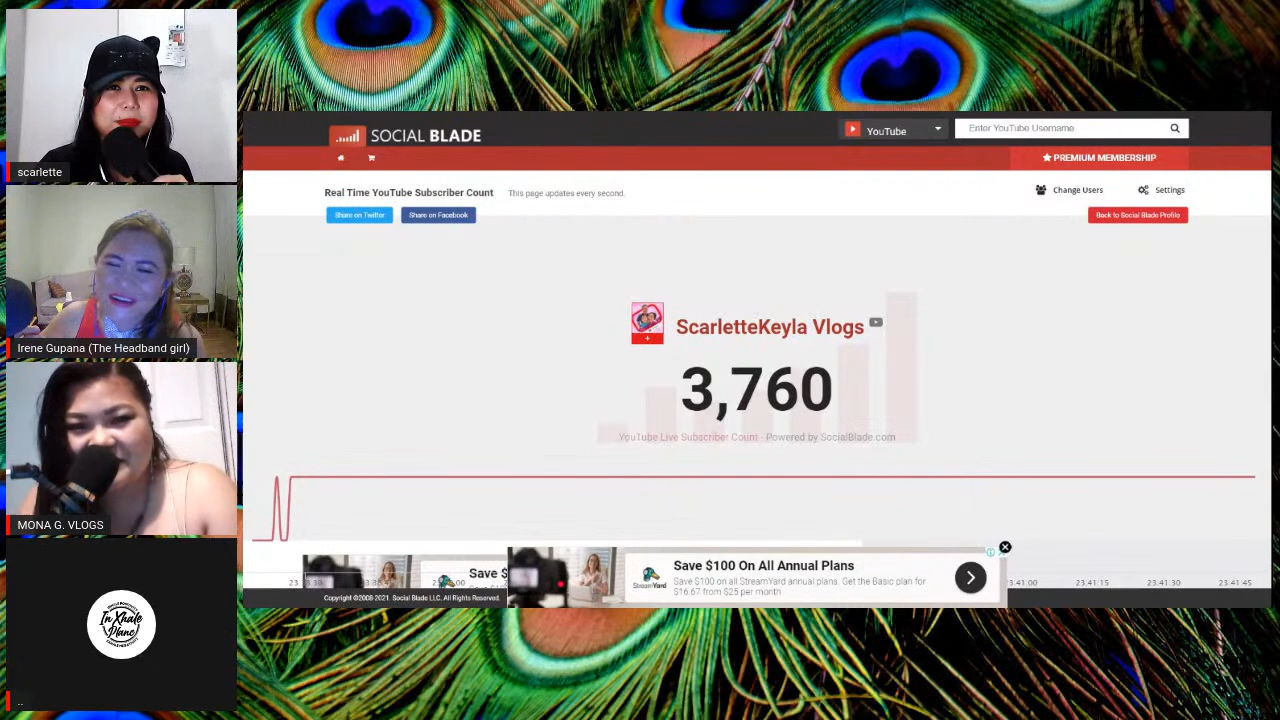 scarlette
Irene Gupana (The Headband girl)
MONA G. VLOGS
In Xhale
Plane
..
SOCIAL BLADE
YouTube
Enter YouTube Username
PREMIUM MEMBERSHIP
Real Time YouTube Subscriber Count
This page updates every second.
Change Users
Settings
Share on Twitter
Share on Facebook
Back to Social Blade Profile
+
ScarletteKeyla Vlogs
3,760
YouTube Live Subscriber Count - Powered by SocialBlade.com
Save $
Save $100 On All Annual Plans
StreamYard
Save $100 on all StreamYard annual plans. Get the Basic plan for
$16.67 from $25 per month
23.41:00
23.41:15
23.41:30
23.41:45
Copyright ©2008-2021. Social Blade LLC. All Rights Reserved.